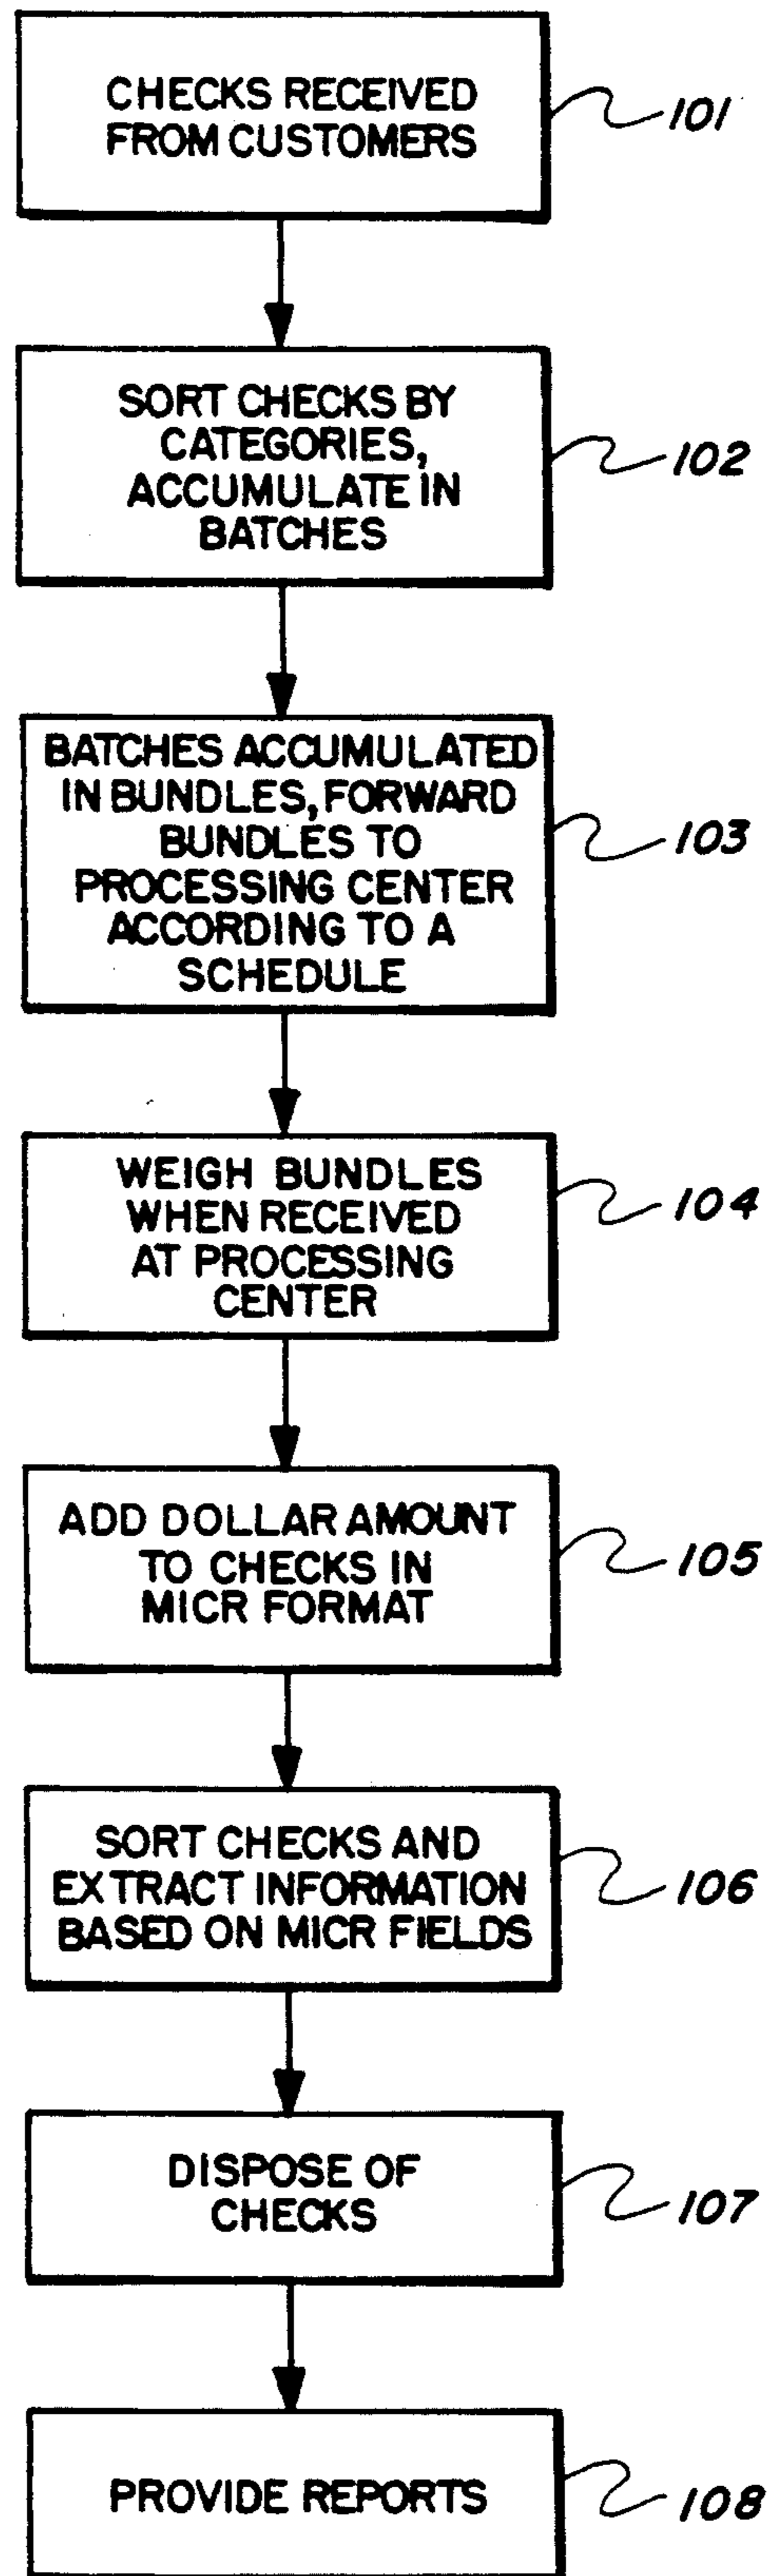 CHECKS RECEIVED
FROM CUSTOMERS
101
SORT CHECKS BY
CATEGORIES,
ACCUMULATE IN
BATCHES
102
BATCHES ACCUMULATED
IN BUNDLES, FORWARD
BUNDLES TO
PROCESSING CENTER
ACCORDING TO A
SCHEDULE
103
WEIGH BUNDLES
WHEN RECEIVED
AT PROCESSING
CENTER
104
ADD DOLLAR AMOUNT
TO CHECKS IN
MICR FORMAT
105
SORT CHECKS AND
EXTRACT INFORMATION
BASED ON MICR FIELDS
106
DISPOSE OF
CHECKS
107
PROVIDE REPORTS
108